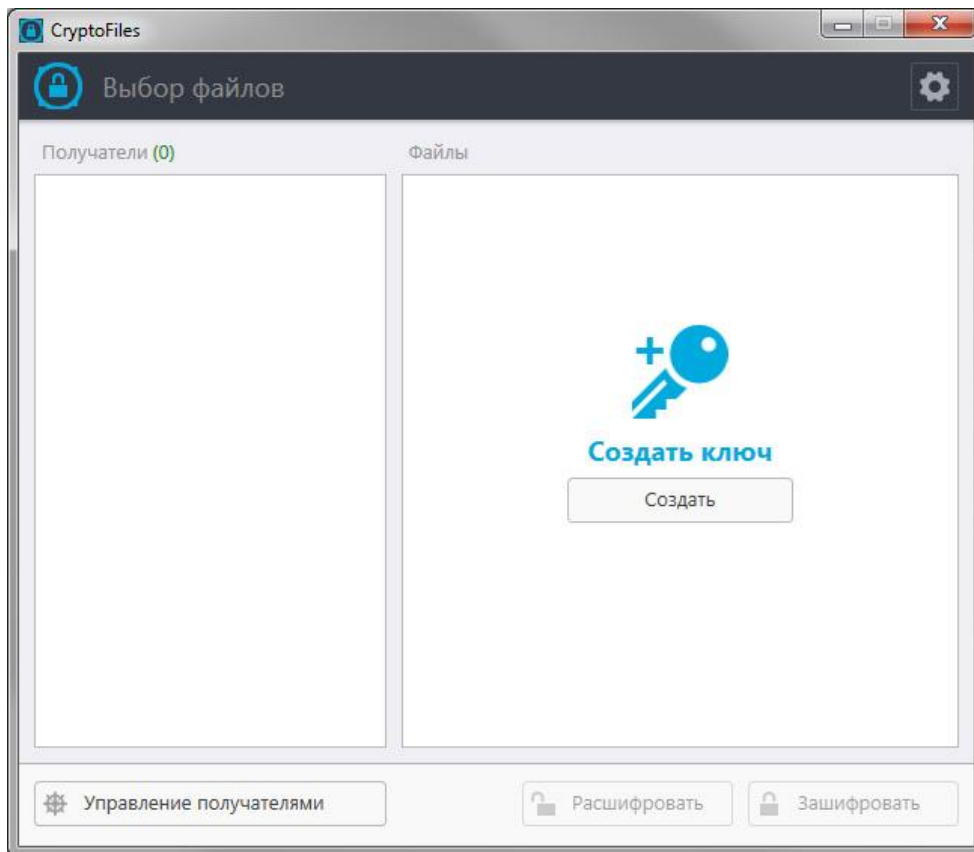 CryptoFiles
Выбор файлов
Получатели (0)
Файлы
Создать ключ
Создать
Управление получателями
Расшифровать
Зашифровать